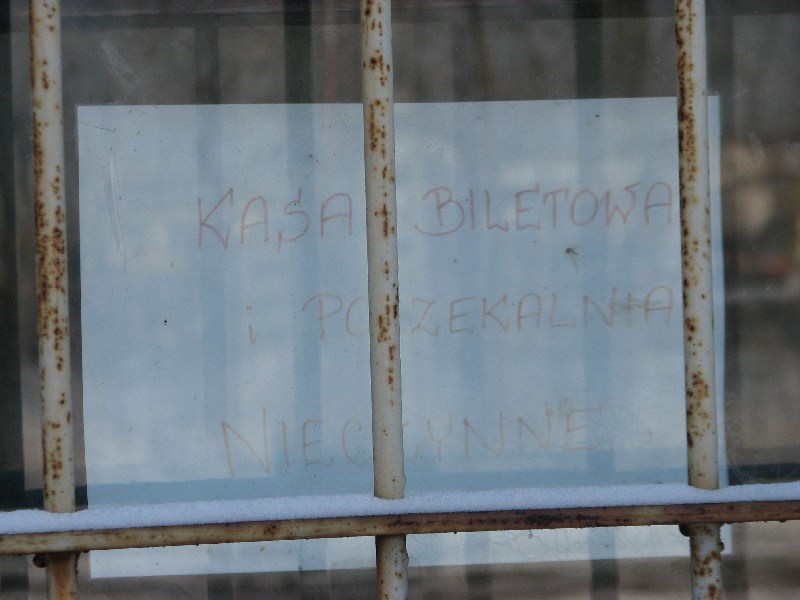 KASA BILETOWA
i POCZEKALNIA
NIECZYNNE